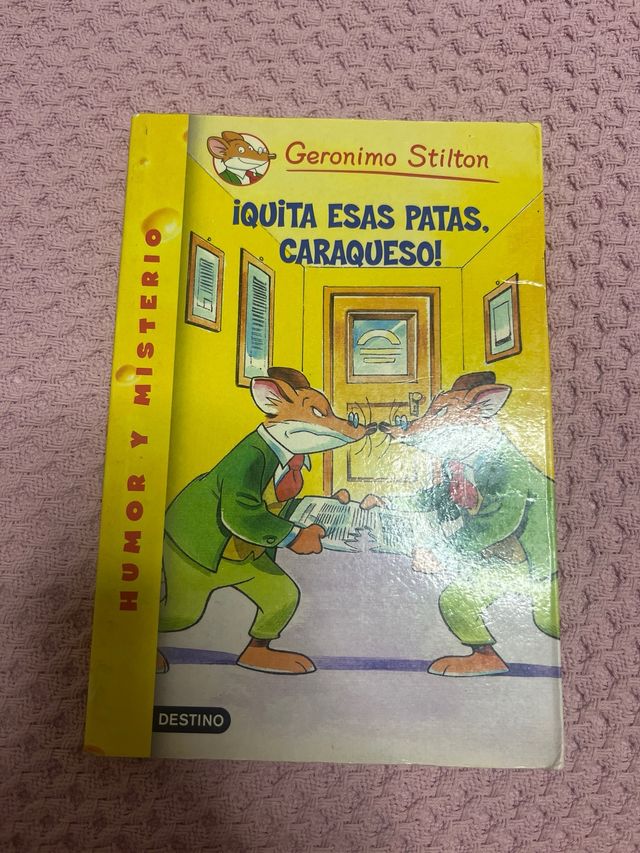 Geronimo Stilton
¡QUITA ESAS PATAS,
CARAQUESO!
HUMOR Y MISTERIO
DESTINO